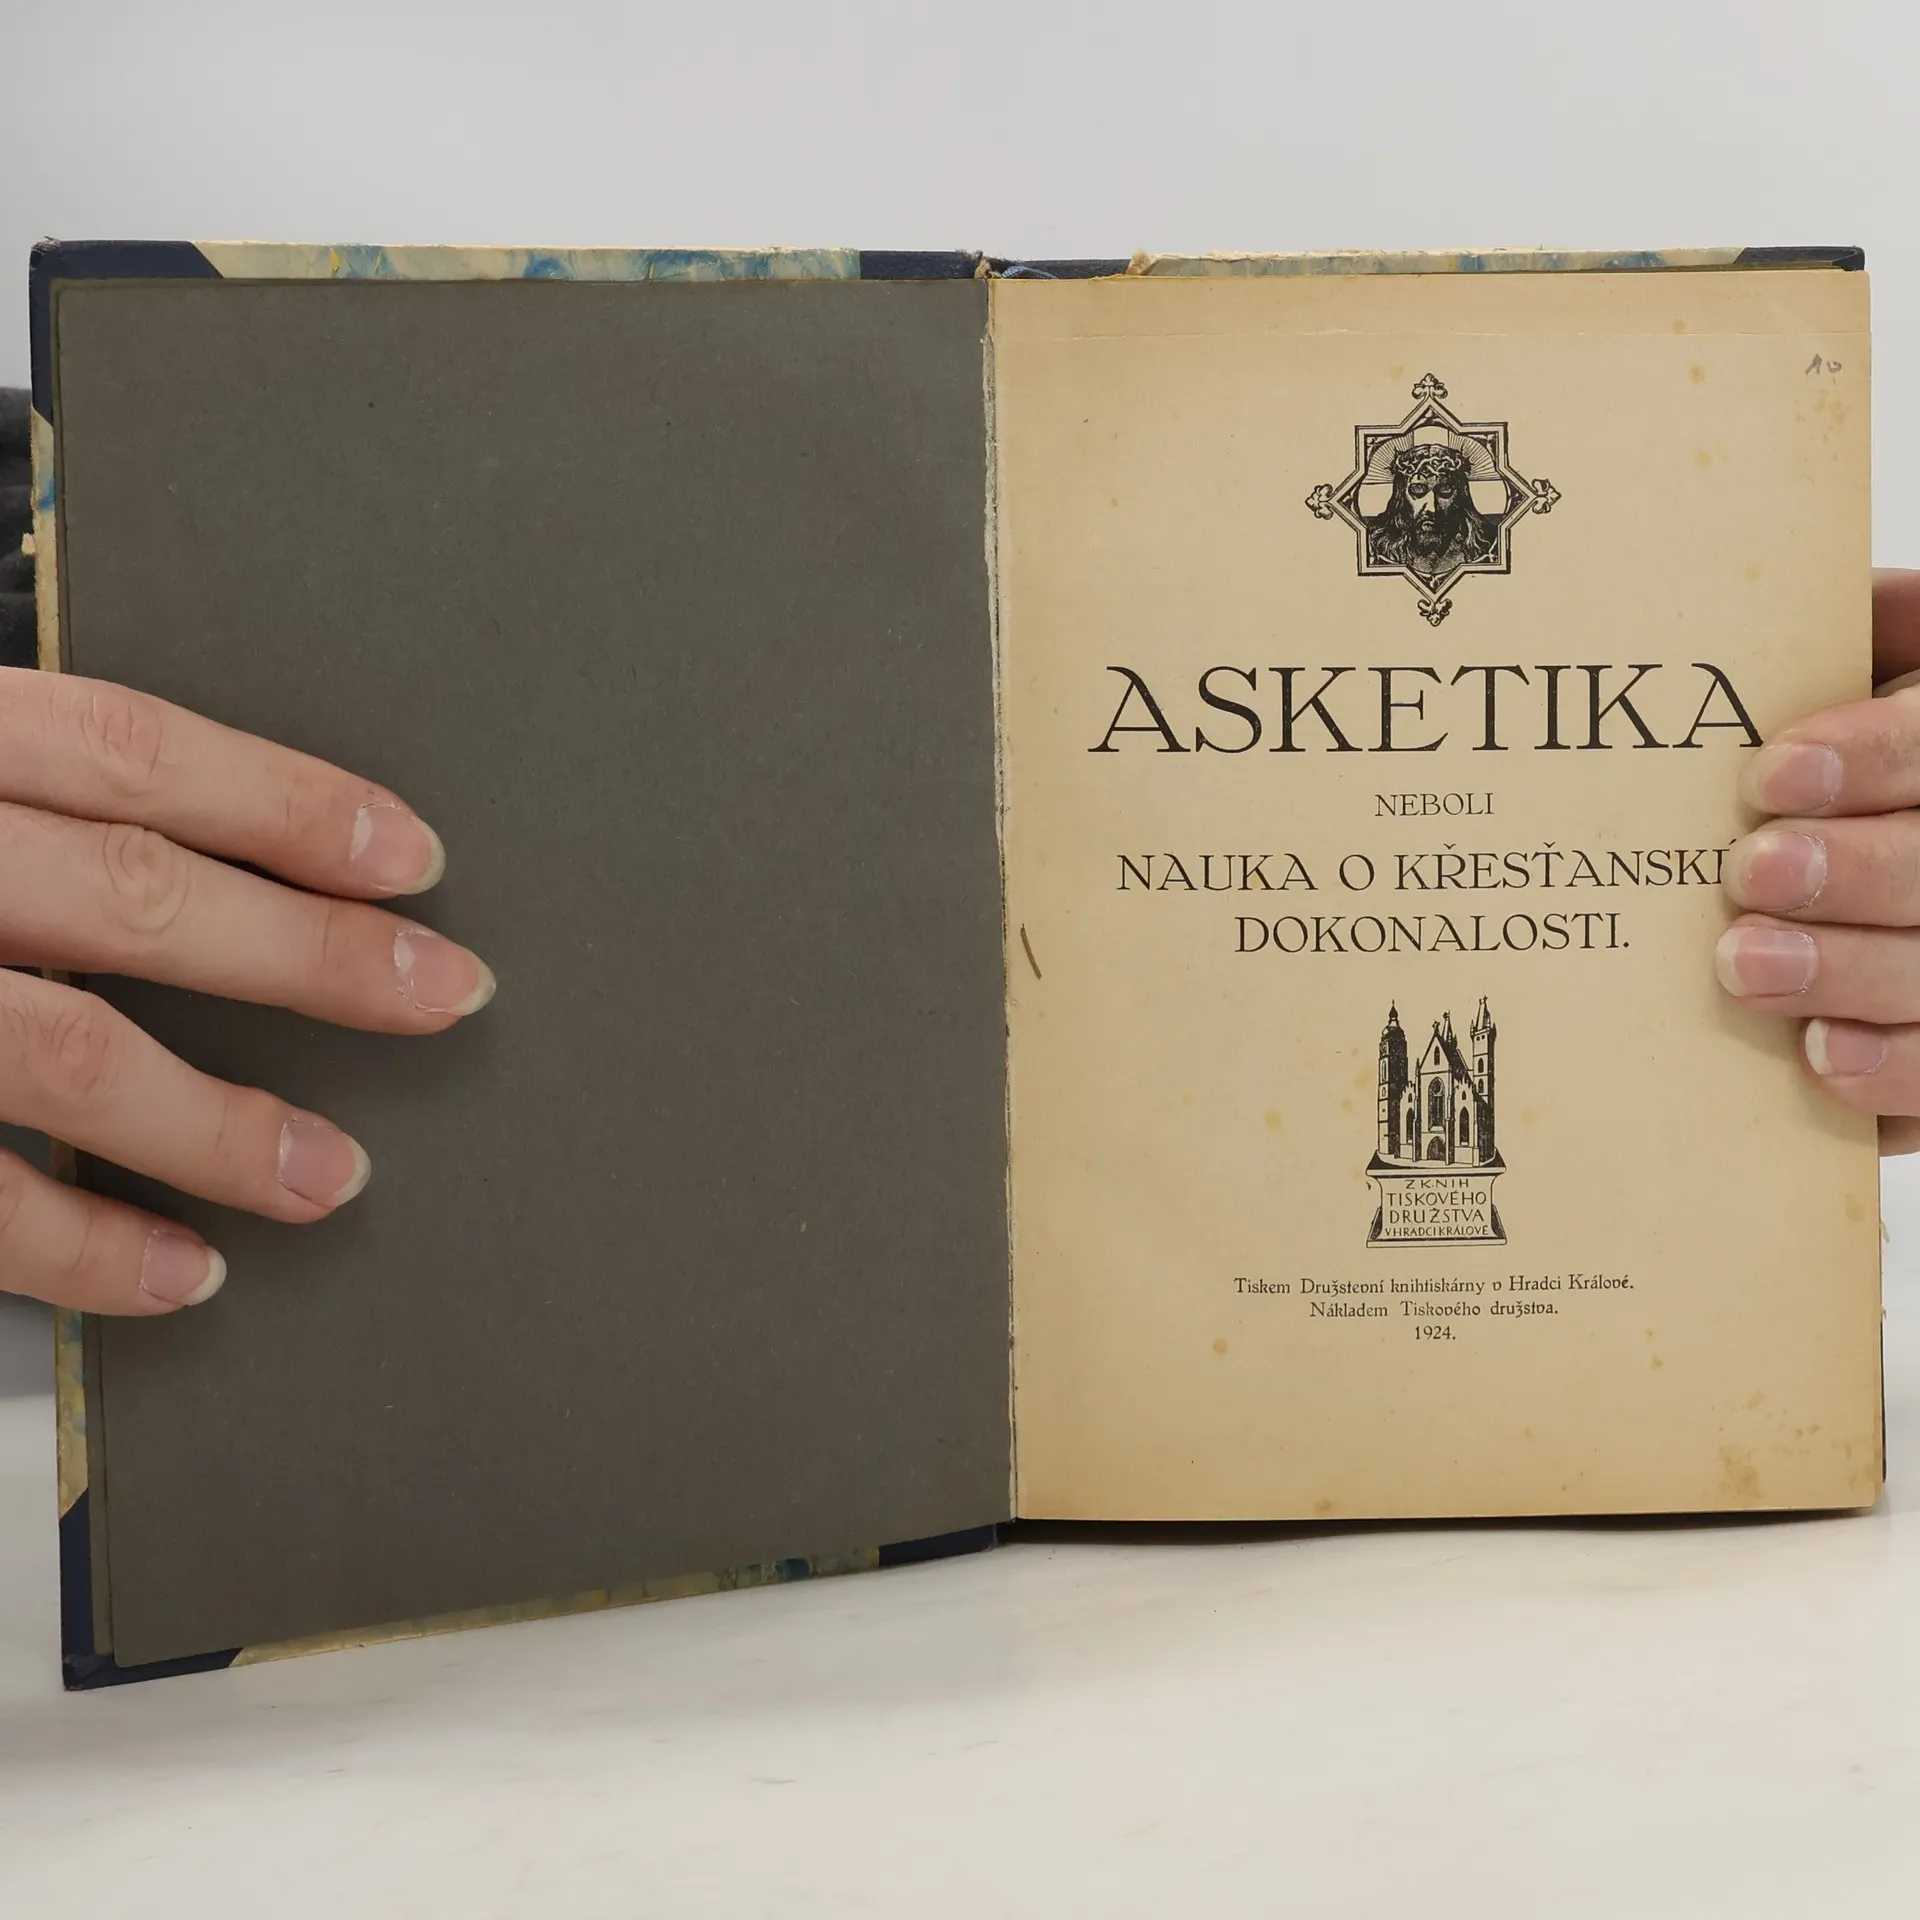 10
ASKETIKA
NEBOLI
NAUKA O KŘESŤANSKÉ
DOKONALOSTI.
Z KNIH
TISKOVÉHO
DRUŽSTVA
V HRADCI KRÁLOVÉ
Tiskem Družstevní knihtiskárny v Hradci Králové.
Nákladem Tiskového družstva.
1924.